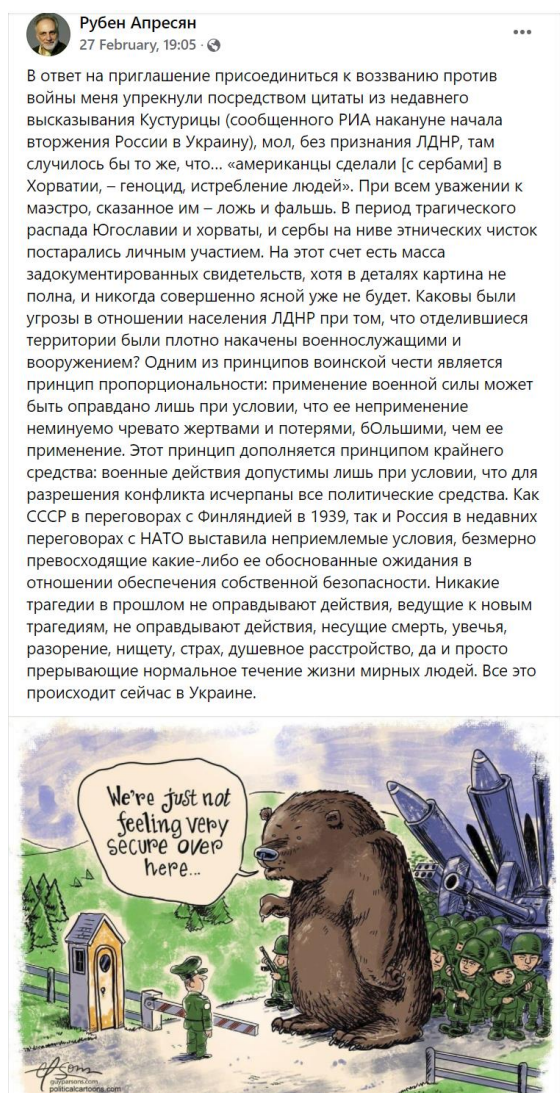 Рубен Апресян
27 February, 19:05 ·
В ответ на приглашение присоединиться к воззванию против
войны меня упрекнули посредством цитаты из недавнего
высказывания Кустурицы (сообщенного РИА накануне начала
вторжения России в Украину), мол, без признания ЛДНР, там
случилось бы то же, что... «американцы сделали [с сербами] в
Хорватии, – геноцид, истребление людей». При всем уважении к
маэстро, сказанное им – ложь и фальшь. В период трагического
распада Югославии и хорваты, и сербы на ниве этнических чисток
постарались личным участием. На этот счет есть масса
задокументированных свидетельств, хотя в деталях картина не
полна, и никогда совершенно ясной уже не будет. Каковы были
угрозы в отношении населения ЛДНР при том, что отделившиеся
территории были плотно накачены военнослужащими и
вооружением? Одним из принципов воинской чести является
принцип пропорциональности: применение военной силы может
быть оправдано лишь при условии, что ее неприменение
неминуемо чревато жертвами и потерями, бОльшими, чем ее
применение. Этот принцип дополняется принципом крайнего
средства: военные действия допустимы лишь при условии, что для
разрешения конфликта исчерпаны все политические средства. Как
СССР в переговорах с Финляндией в 1939, так и Россия в недавних
переговорах с НАТО выставила неприемлемые условия, безмерно
превосходящие какие-либо ее обоснованные ожидания в
отношении обеспечения собственной безопасности. Никакие
трагедии в прошлом не оправдывают действия, ведущие к новым
трагедиям, не оправдывают действия, несущие смерть, увечья,
разорение, нищету, страх, душевное расстройство, да и просто
прерывающие нормальное течение жизни мирных людей. Все это
происходит сейчас в Украине.
We're just not
feeling very
secure over
here...
guyparsons.com
politicalcartoons.com